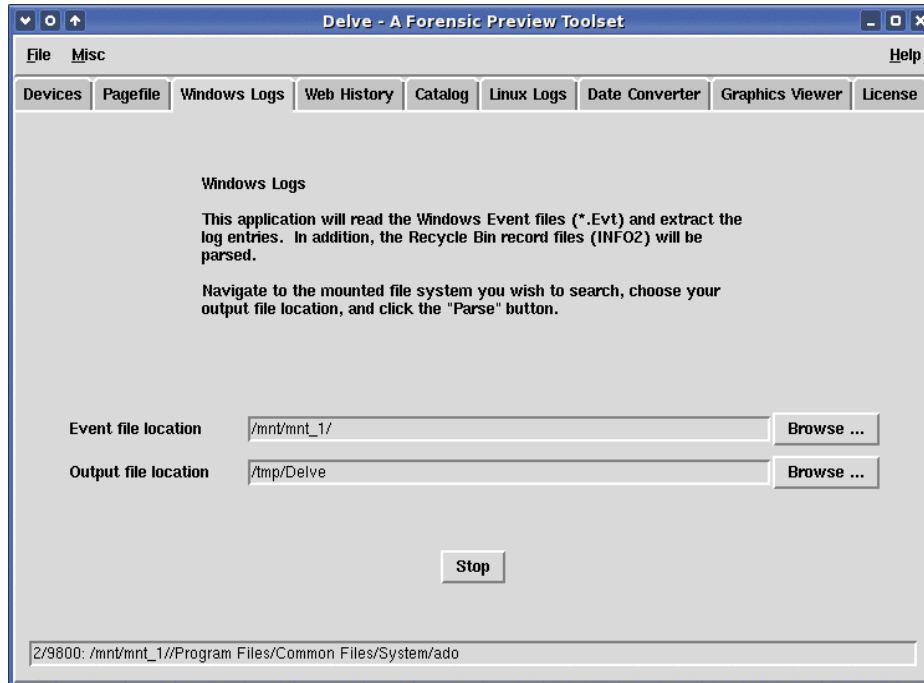 Delve - A Forensic Preview Toolset
File Misc Help
Devices Pagefile Windows Logs Web History Catalog Linux Logs Date Converter Graphics Viewer License
Windows Logs
This application will read the Windows Event files (*.Evt) and extract the
log entries. In addition, the Recycle Bin record files (INFO2) will be
parsed.
Navigate to the mounted file system you wish to search, choose your
output file location, and click the "Parse" button.
Event file location /mnt/mnt_1/ Browse ...
Output file location /tmp/Delve Browse ...
Stop
2/9800: /mnt/mnt_1//Program Files/Common Files/System/ado